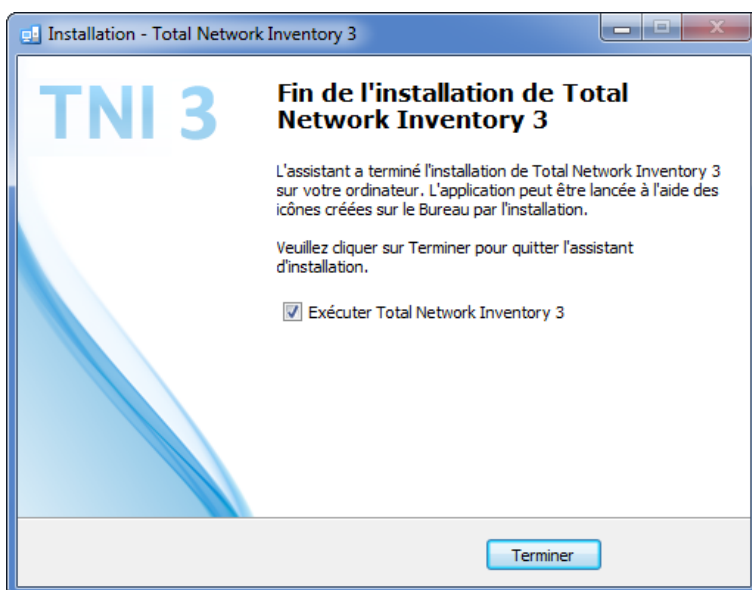 Installation - Total Network Inventory 3
TNI 3
Fin de l'installation de Total
Network Inventory 3
L'assistant a terminé l'installation de Total Network Inventory 3
sur votre ordinateur. L'application peut être lancée à l'aide des
icônes créées sur le Bureau par l'installation.
Veuillez cliquer sur Terminer pour quitter l'assistant
d'installation.
Exécuter Total Network Inventory 3
Terminer